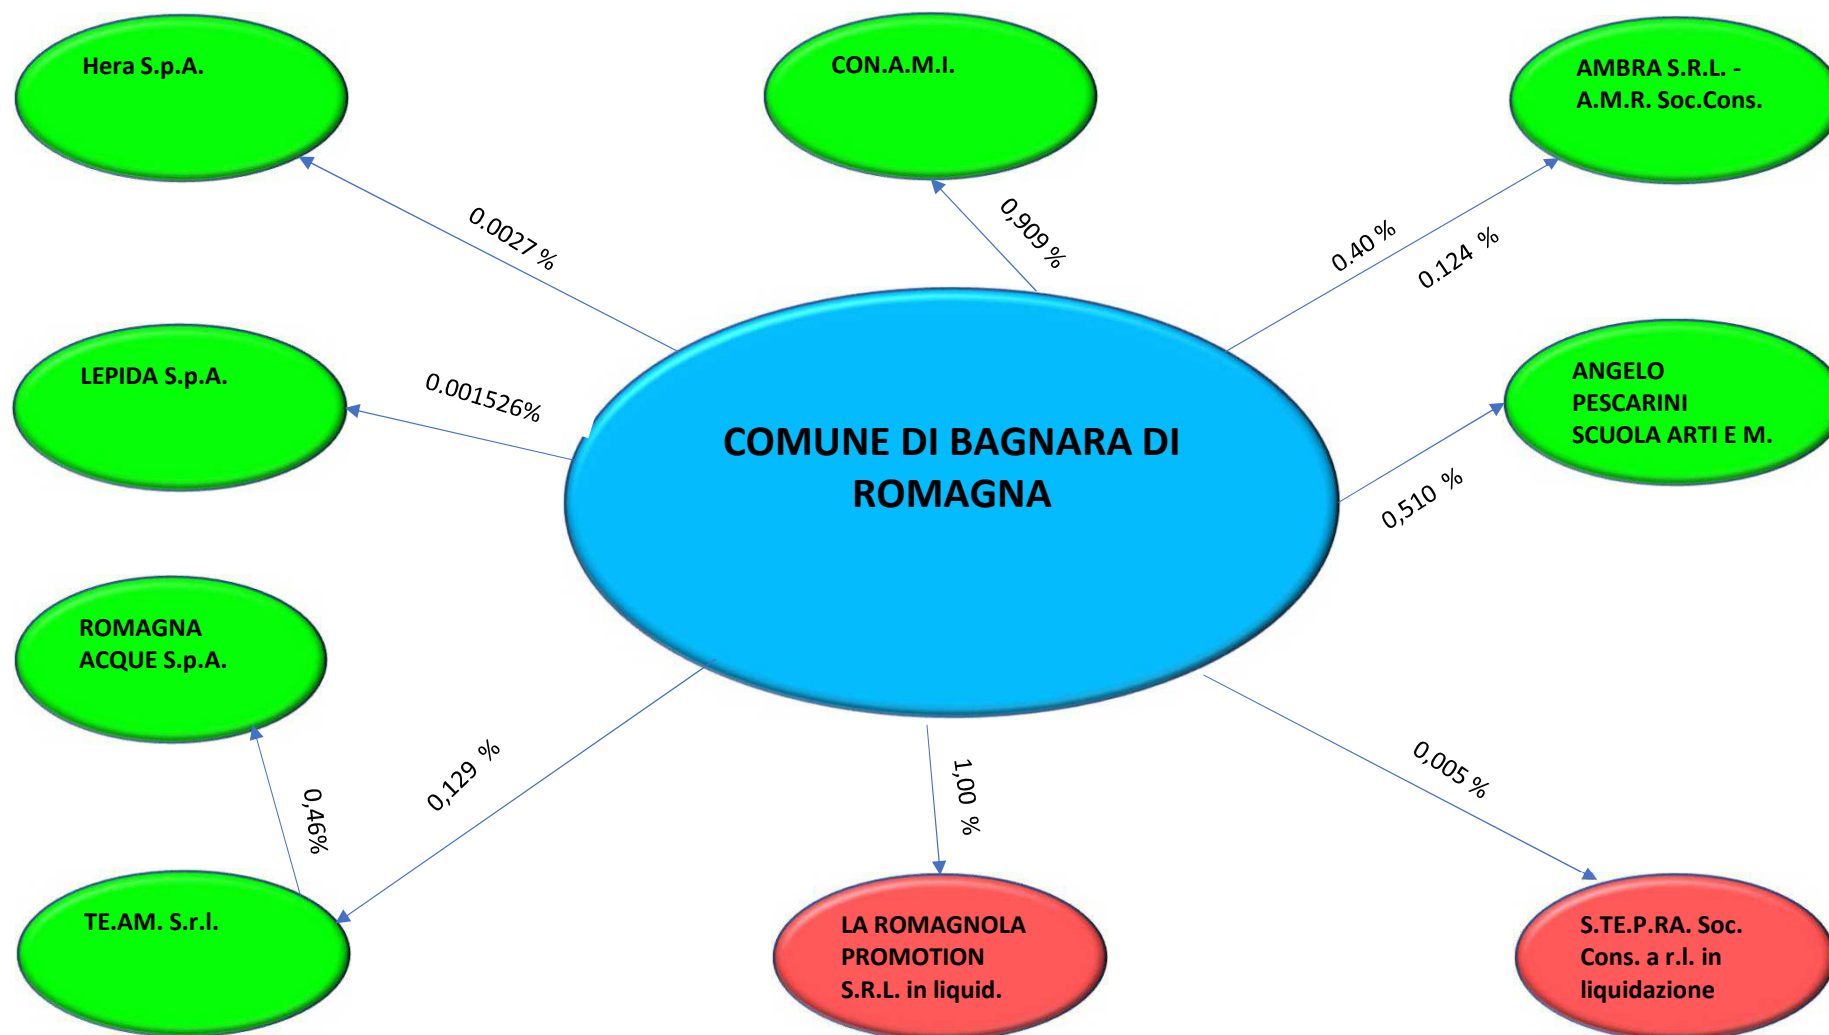 Hera S.p.A.
CON.A.M.I.
AMBRA S.R.L. -
A.M.R. Soc.Cons.
0.0027 %
0,909 %
0.40 %
0.124 %
LEPIDA S.p.A.
0.001526%
ANGELO
PESCARINI
SCUOLA ARTI E M.
0,510 %
COMUNE DI BAGNARA DI
ROMAGNA
ROMAGNA
ACQUE S.p.A.
0,46%
0,129 %
1,00 %
0,005 %
TE.AM. S.r.l.
LA ROMAGNOLA
PROMOTION
S.R.L. in liquid.
S.TE.P.RA. Soc.
Cons. a r.l. in
liquidazione